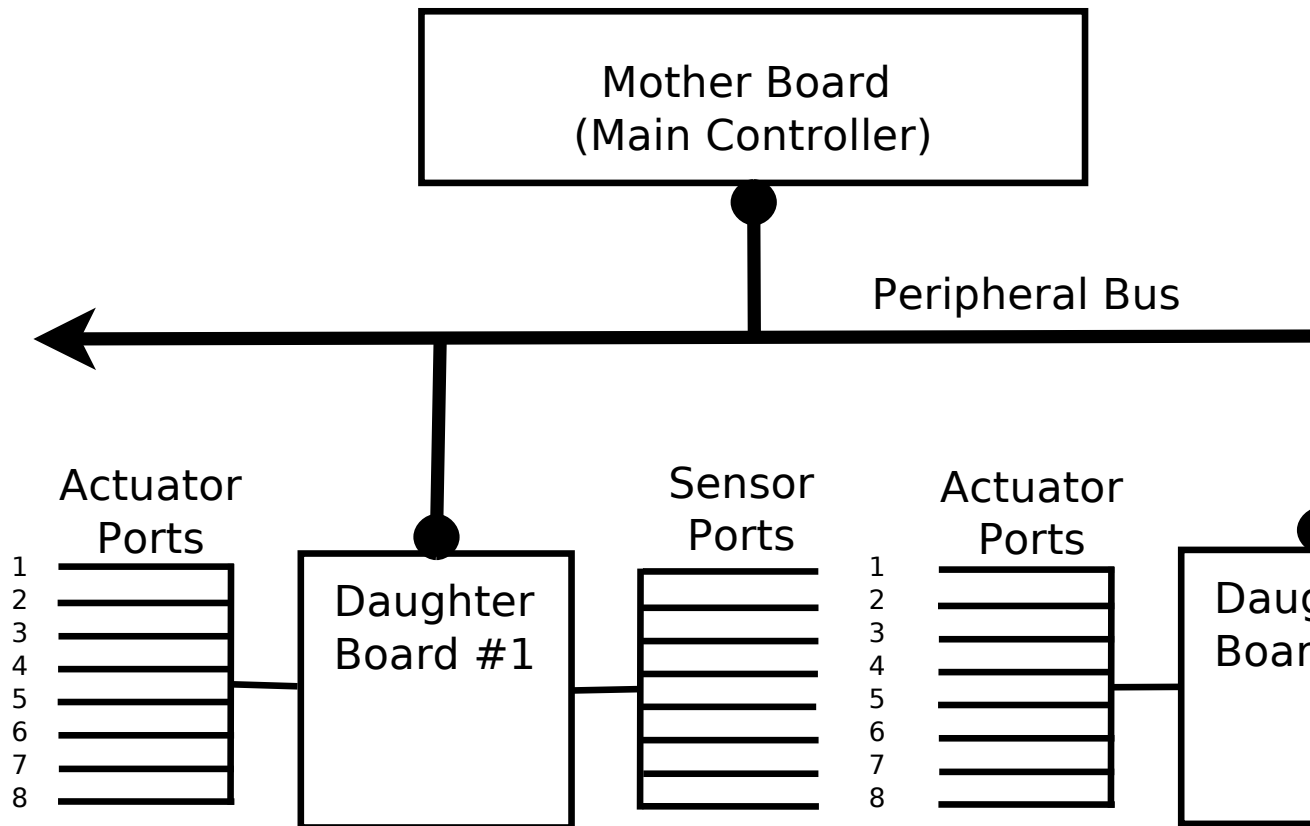 Mother Board
(Main Controller)
Peripheral Bus
Actuator
Ports
1
2
3
4
5
6
7
8
Daughter
Board #1
Sensor
Ports
Actuator
Ports
1
2
3
4
5
6
7
8